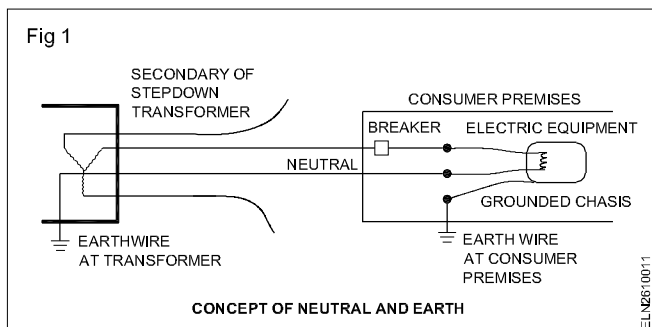 Fig 1
SECONDARY OF
STEPDOWN
TRANSFORMER
CONSUMER PREMISES
BREAKER
ELECTRIC EQUIPMENT
NEUTRAL
GROUNDED CHASIS
EARTHWIRE
AT TRANSFORMER
EARTH WIRE
AT CONSUMER
PREMISES
CONCEPT OF NEUTRAL AND EARTH
ELN2610011